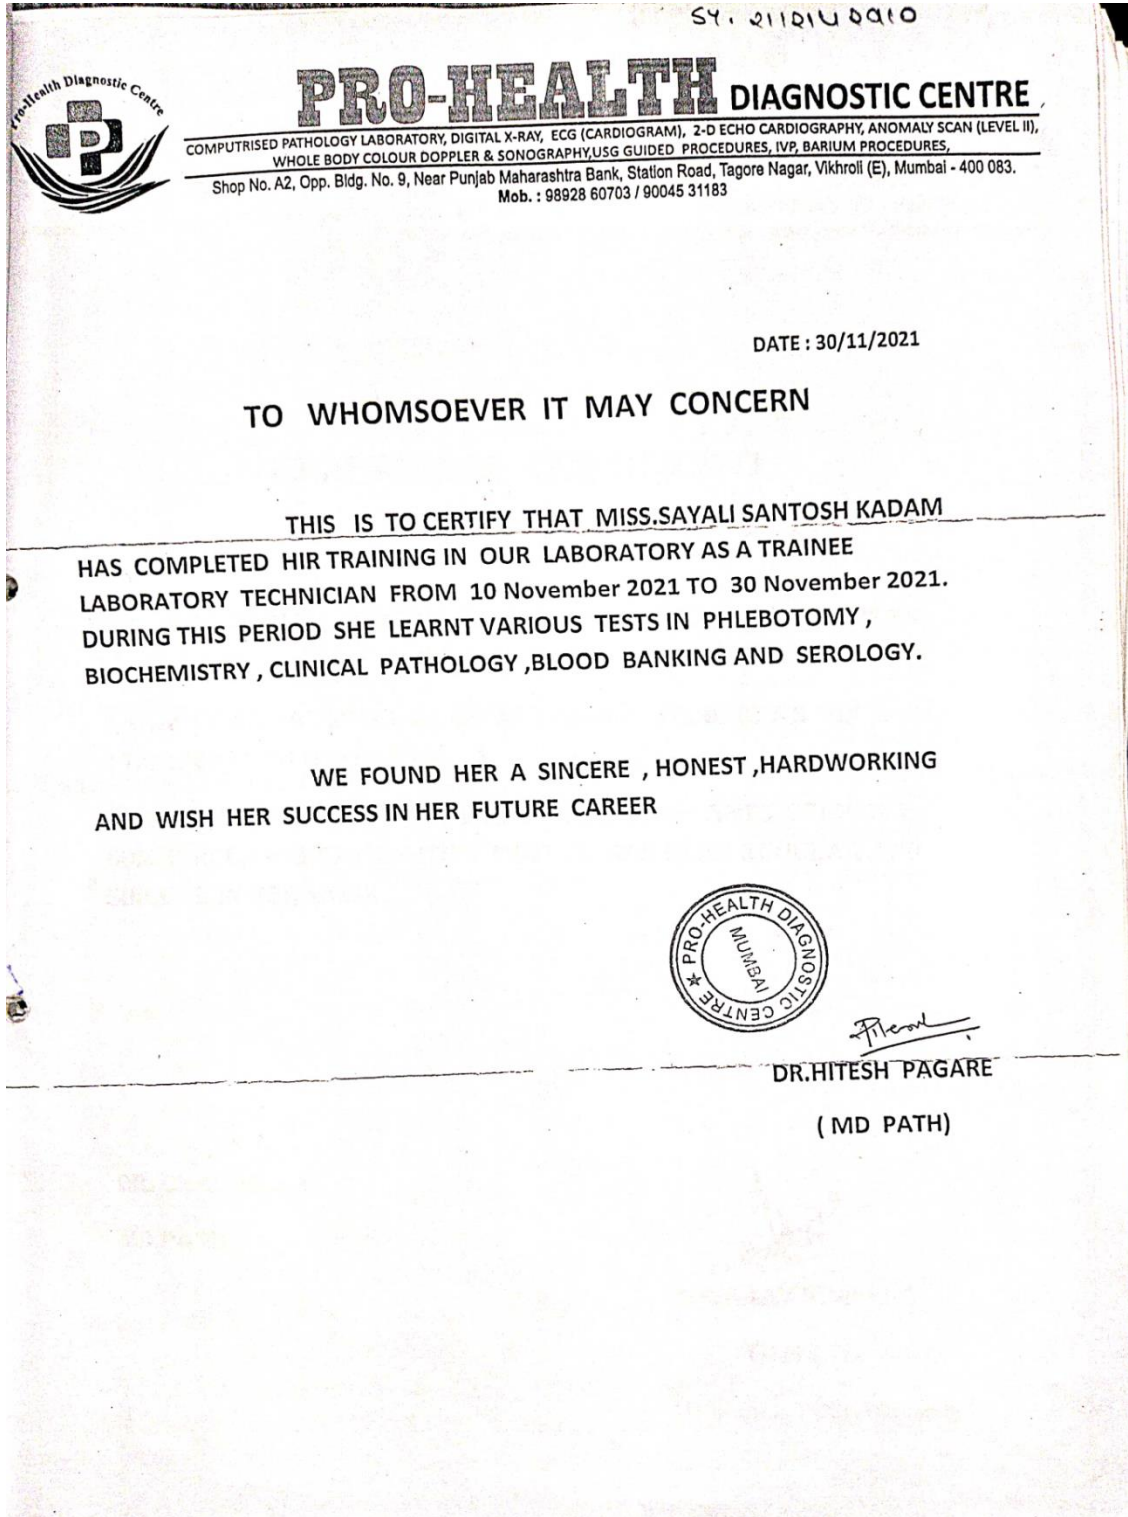 Pro-Health Diagnostic Centre
PRO-HEALTH DIAGNOSTIC CENTRE
COMPUTRISED PATHOLOGY LABORATORY, DIGITAL X-RAY, ECG (CARDIOGRAM), 2-D ECHO CARDIOGRAPHY, ANOMALY SCAN (LEVEL II),
WHOLE BODY COLOUR DOPPLER & SONOGRAPHY,USG GUIDED PROCEDURES, IVP, BARIUM PROCEDURES,
Shop No. A2, Opp. Bldg. No. 9, Near Punjab Maharashtra Bank, Station Road, Tagore Nagar, Vikhroli (E), Mumbai - 400 083.
Mob. : 98928 60703 / 90045 31183
DATE : 30/11/2021
TO WHOMSOEVER IT MAY CONCERN
THIS IS TO CERTIFY THAT MISS.SAYALI SANTOSH KADAM
HAS COMPLETED HIR TRAINING IN OUR LABORATORY AS A TRAINEE
LABORATORY TECHNICIAN FROM 10 November 2021 TO 30 November 2021.
DURING THIS PERIOD SHE LEARNT VARIOUS TESTS IN PHLEBOTOMY ,
BIOCHEMISTRY , CLINICAL PATHOLOGY ,BLOOD BANKING AND SEROLOGY.
WE FOUND HER A SINCERE , HONEST ,HARDWORKING
AND WISH HER SUCCESS IN HER FUTURE CAREER
PRO-HEALTH DIAGNOSTIC CENTRE
MUMBAI
DR.HITESH PAGARE
( MD PATH)